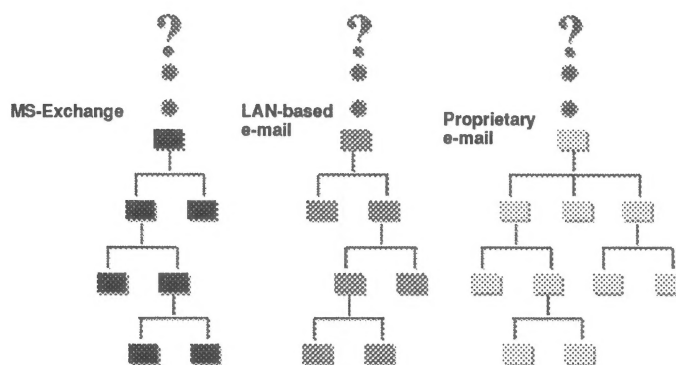 ? ? ?
MS-Exchange
LAN-based
e-mail
Proprietary
e-mail